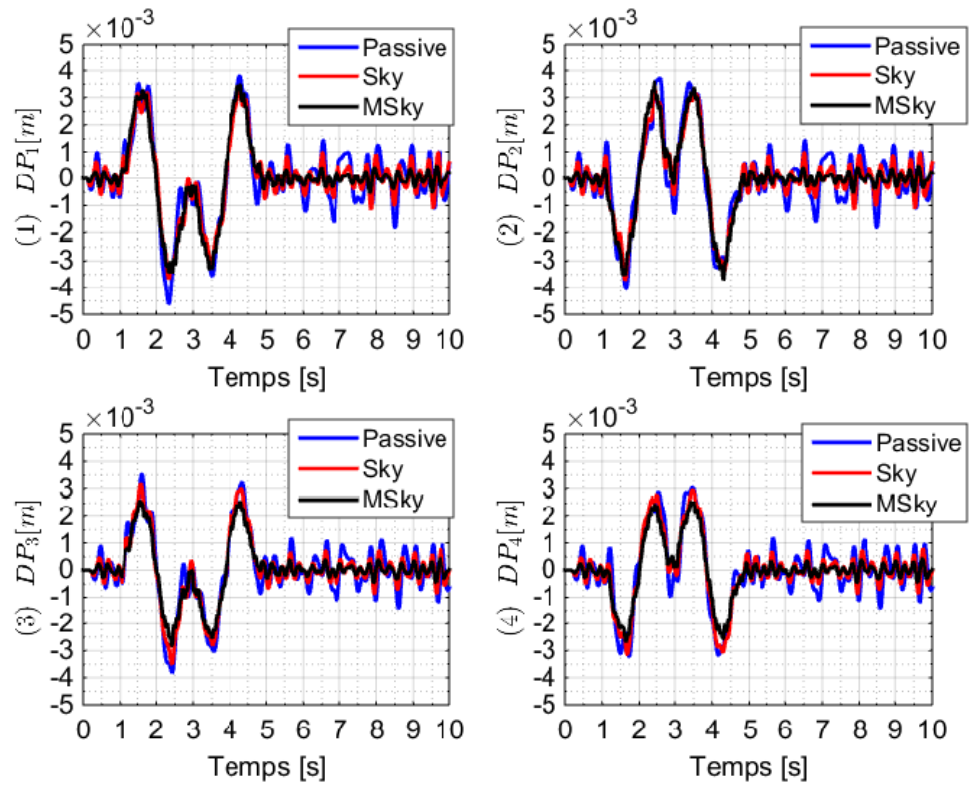 ×10⁻³ ×10⁻³
Passive Passive
Sky Sky
MSky MSky
5 4 3 2 1 0 -1 -2 -3 -4 -5
(1) DP₁[m]
0 1 2 3 4 5 6 7 8 9 10
Temps [s]
5 4 3 2 1 0 -1 -2 -3 -4 -5
(2) DP₂[m]
0 1 2 3 4 5 6 7 8 9 10
Temps [s]
×10⁻³ ×10⁻³
Passive Passive
Sky Sky
MSky MSky
5 4 3 2 1 0 -1 -2 -3 -4 -5
(3) DP₃[m]
0 1 2 3 4 5 6 7 8 9 10
Temps [s]
5 4 3 2 1 0 -1 -2 -3 -4 -5
(4) DP₄[m]
0 1 2 3 4 5 6 7 8 9 10
Temps [s]